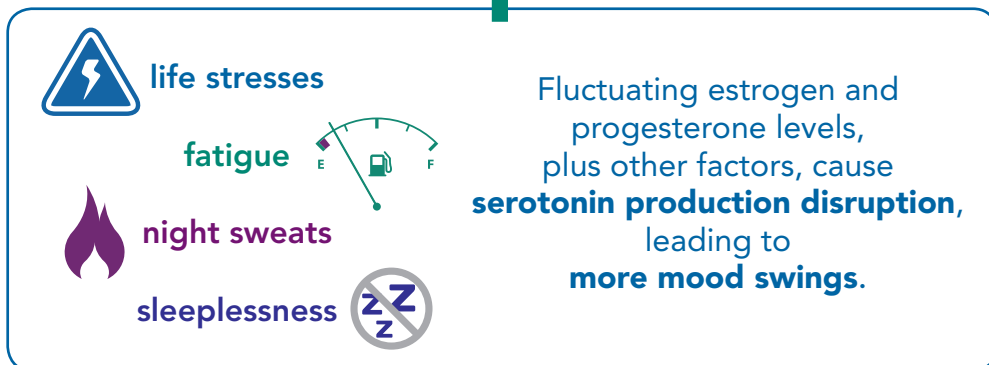 life stresses
fatigue
E F
night sweats
sleeplessness
z Z
z
Fluctuating estrogen and
progesterone levels,
plus other factors, cause
serotonin production disruption,
leading to
more mood swings.